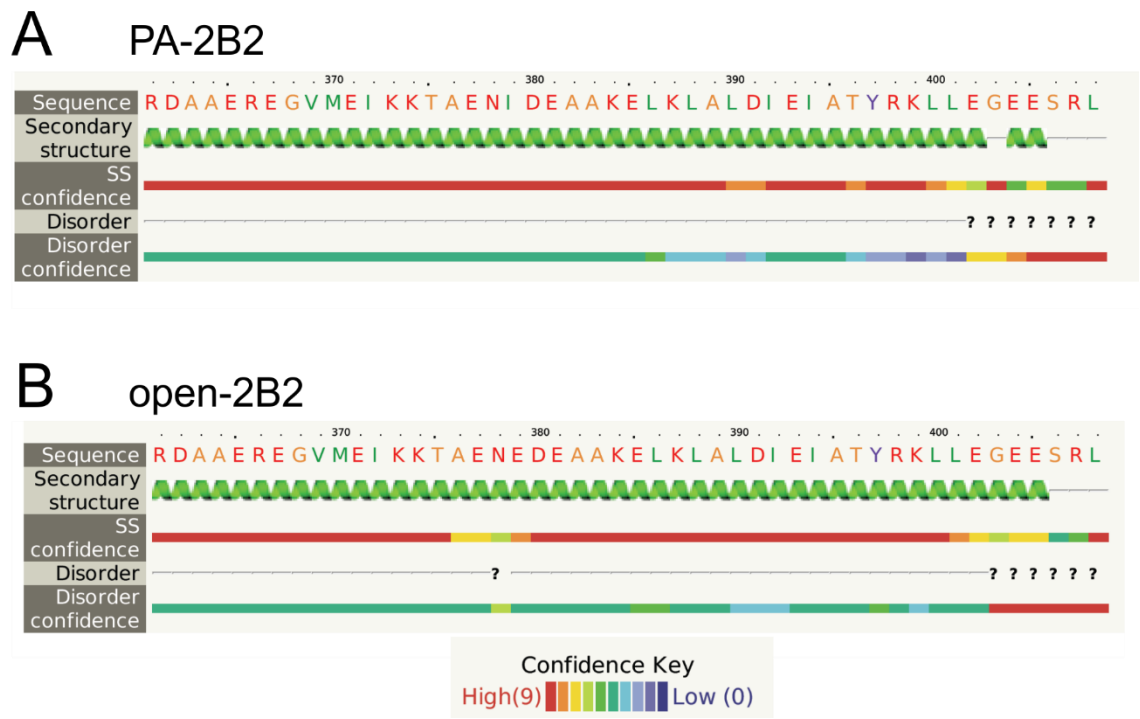 A PA-2B2
370 380 390 400
Sequence R D A A E R E G V M E I K K T A E N I D E A A K E L K L A L D I E I A T Y R K L L E G E E S R L
Secondary
structure
SS
confidence
Disorder ? ? ? ? ? ? ?
Disorder
confidence
B open-2B2
370 380 390 400
Sequence R D A A E R E G V M E I K K T A E N E D E A A K E L K L A L D I E I A T Y R K L L E G E E S R L
Secondary
structure
SS
confidence
Disorder ? ? ? ? ? ? ?
Disorder
confidence
Confidence Key
High(9) Low (0)